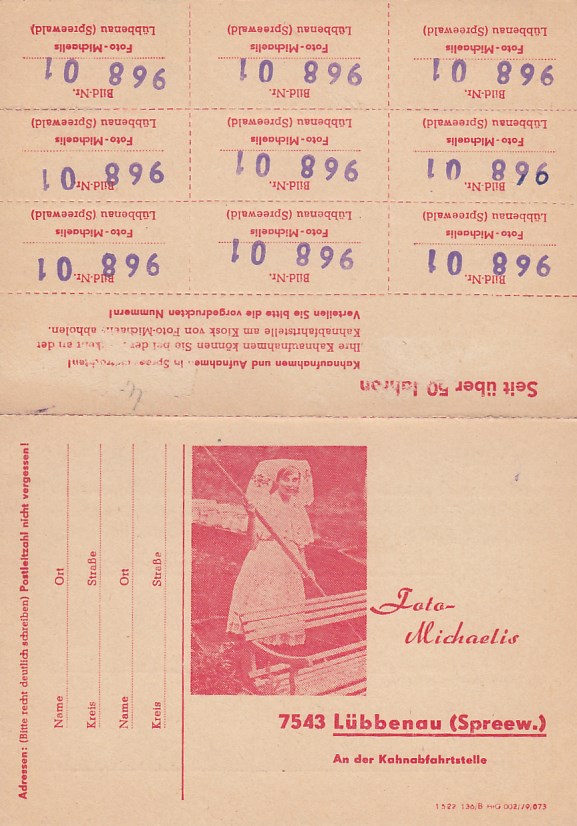 Seit über 50 Jahren
Kahnaufnahmen und Aufnahmen in
Ihre Kahnaufnahmen können Sie bei der an der
Kahnabfahrtstelle am Kiosk von Foto-Michaelis abholen.
Verteilen Sie bitte die vorgedruckten Nummern!
Bild-Nr.
968 01
Foto-Michaelis
Lübbenau (Spreewald)
Bild-Nr.
968 01
Foto-Michaelis
Lübbenau (Spreewald)
Bild-Nr.
968 01
Foto-Michaelis
Lübbenau (Spreewald)
Bild-Nr.
968 01
Foto-Michaelis
Lübbenau (Spreewald)
Bild-Nr.
968 01
Foto-Michaelis
Lübbenau (Spreewald)
Bild-Nr.
968 01
Foto-Michaelis
Lübbenau (Spreewald)
Bild-Nr.
968 01
Foto-Michaelis
Lübbenau (Spreewald)
Bild-Nr.
968 01
Foto-Michaelis
Lübbenau (Spreewald)
Bild-Nr.
968 01
Foto-Michaelis
Lübbenau (Spreewald)
Adressen: (Bitte recht deutlich schreiben) Postleitzahl nicht vergessen!
Name Ort
Kreis Straße
Name Ort
Kreis Straße
Foto-
Michaelis
7543 Lübbenau (Spreew.)
An der Kahnabfahrtstelle